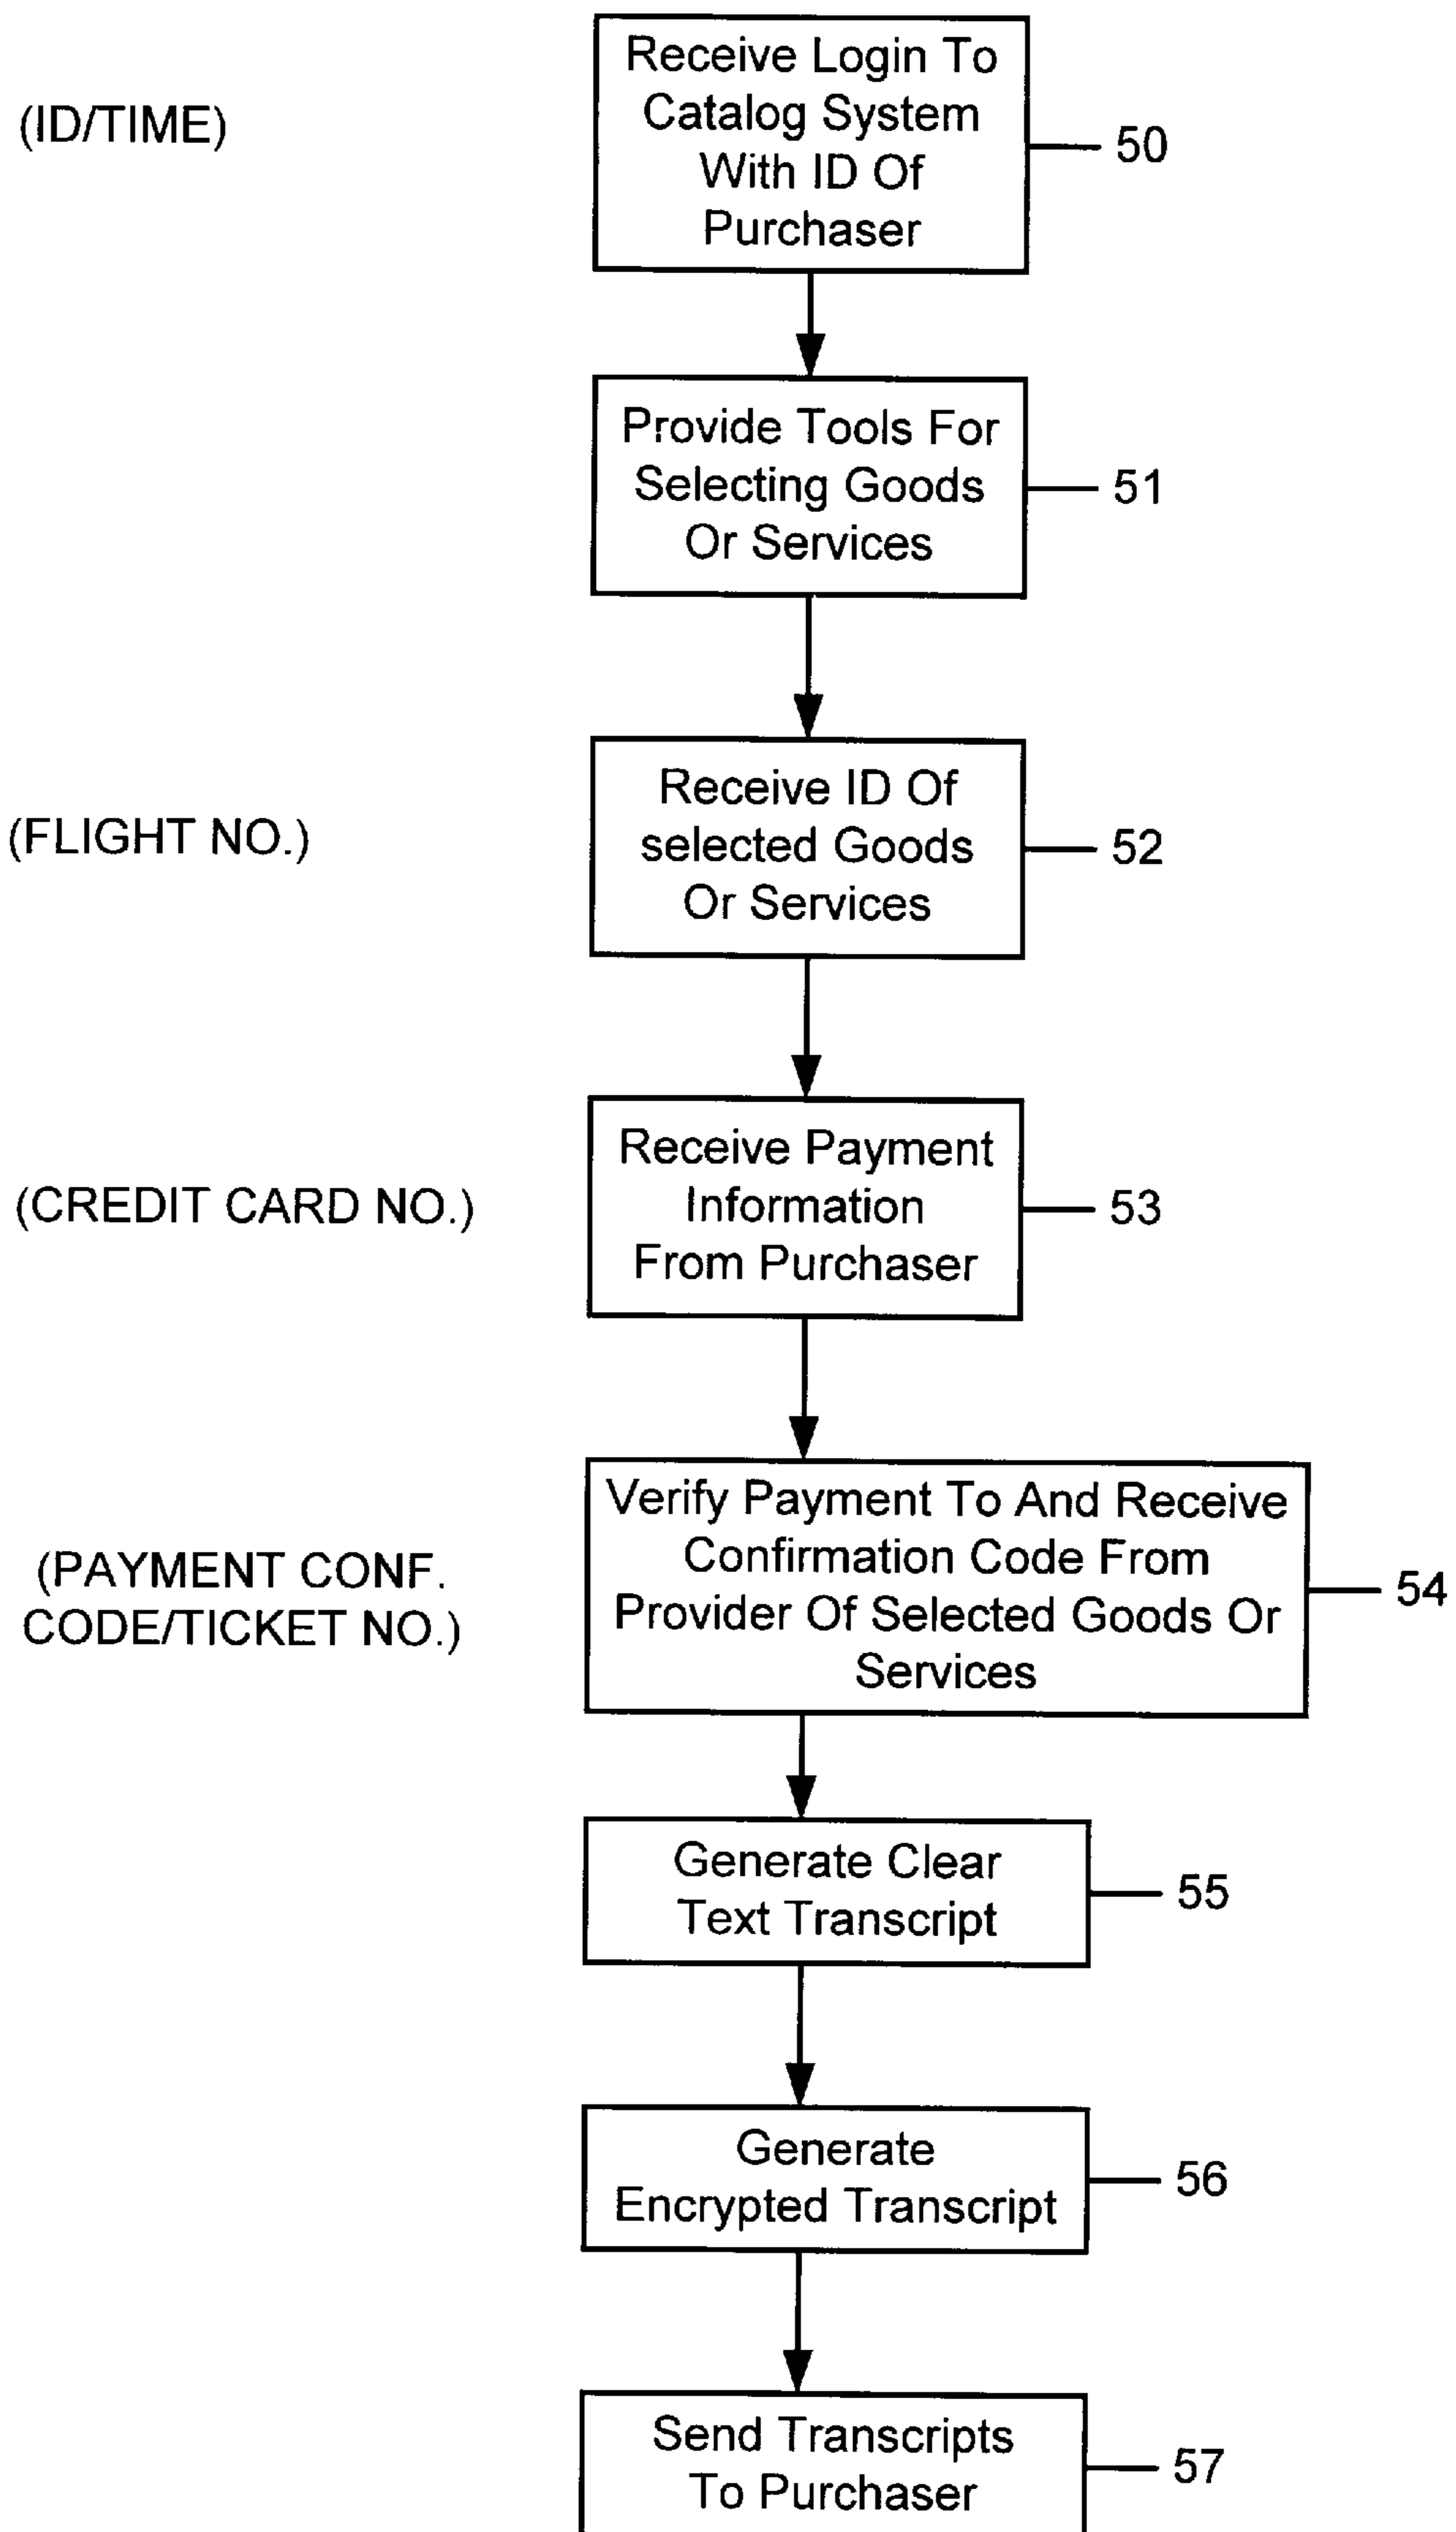 Receive Login To
Catalog System
With ID Of
Purchaser
(ID/TIME)
50
Provide Tools For
Selecting Goods
Or Services
51
Receive ID Of
selected Goods
Or Services
(FLIGHT NO.)
52
Receive Payment
Information
From Purchaser
(CREDIT CARD NO.)
53
Verify Payment To And Receive
Confirmation Code From
Provider Of Selected Goods Or
Services
(PAYMENT CONF.
CODE/TICKET NO.)
54
Generate Clear
Text Transcript
55
Generate
Encrypted Transcript
56
Send Transcripts
To Purchaser
57